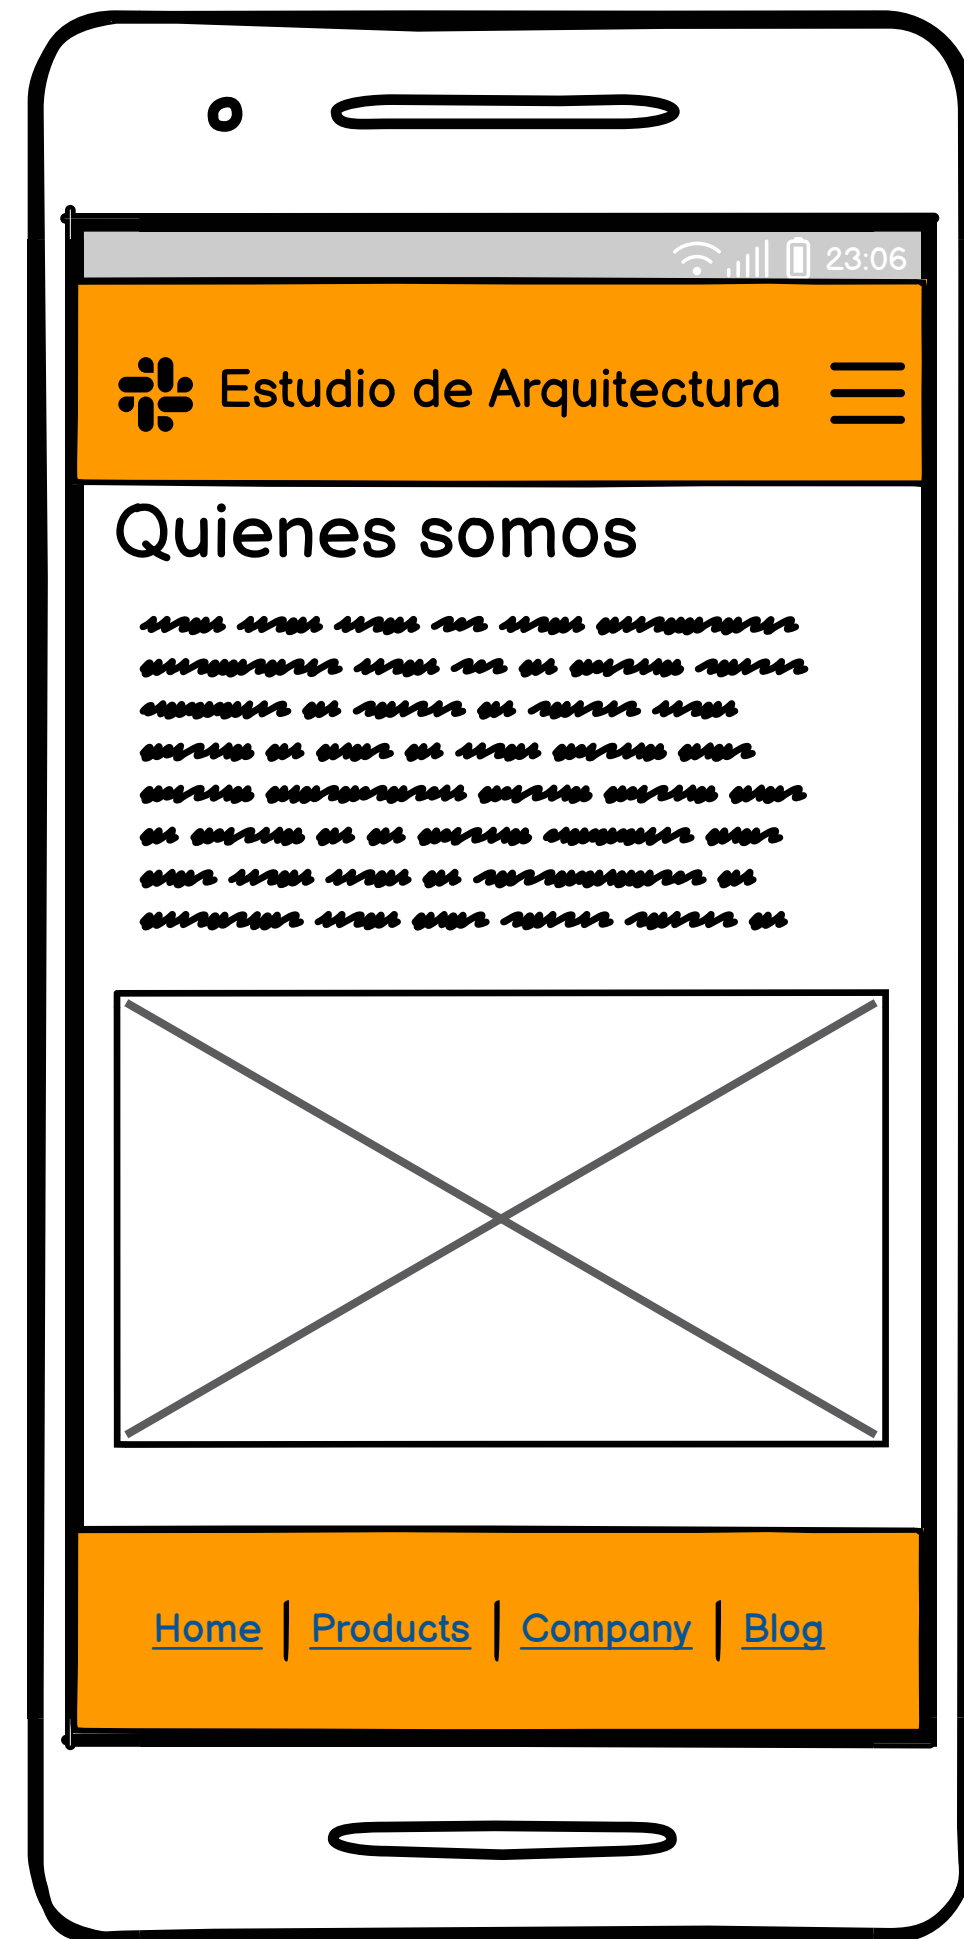 23:06
Estudio de Arquitectura
Quienes somos
Home | Products | Company | Blog